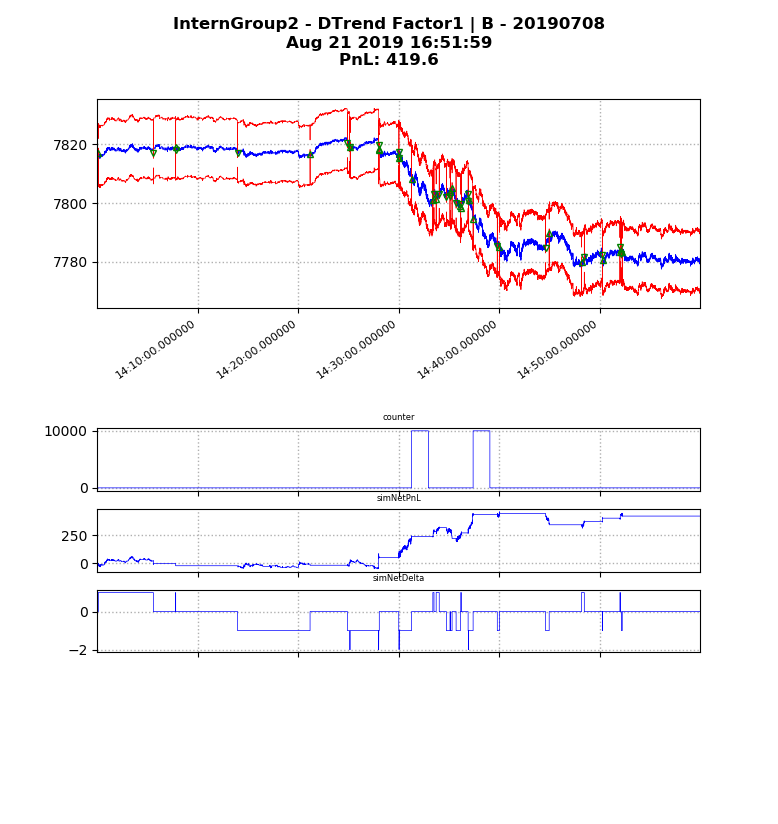 InternGroup2 - DTrend Factor1 | B - 20190708
Aug 21 2019 16:51:59
PnL: 419.6
7820
7800
7780
14:10:00.000000
14:20:00.000000
14:30:00.000000
14:40:00.000000
14:50:00.000000
counter
10000
0
simNetPnL
250
0
simNetDelta
0
−2